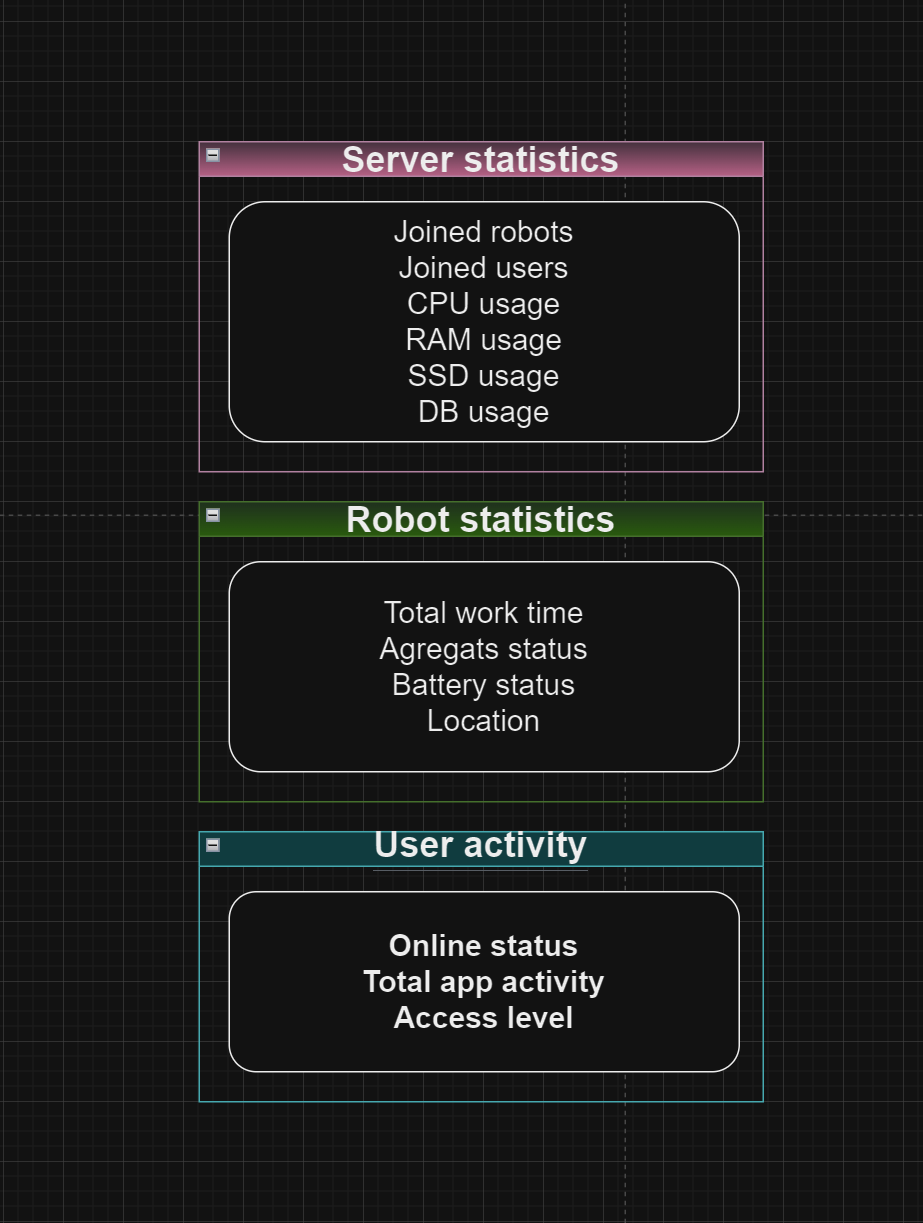 Server statistics
Joined robots
Joined users
CPU usage
RAM usage
SSD usage
DB usage
Robot statistics
Total work time
Agregats status
Battery status
Location
User activity
Online status
Total app activity
Access level